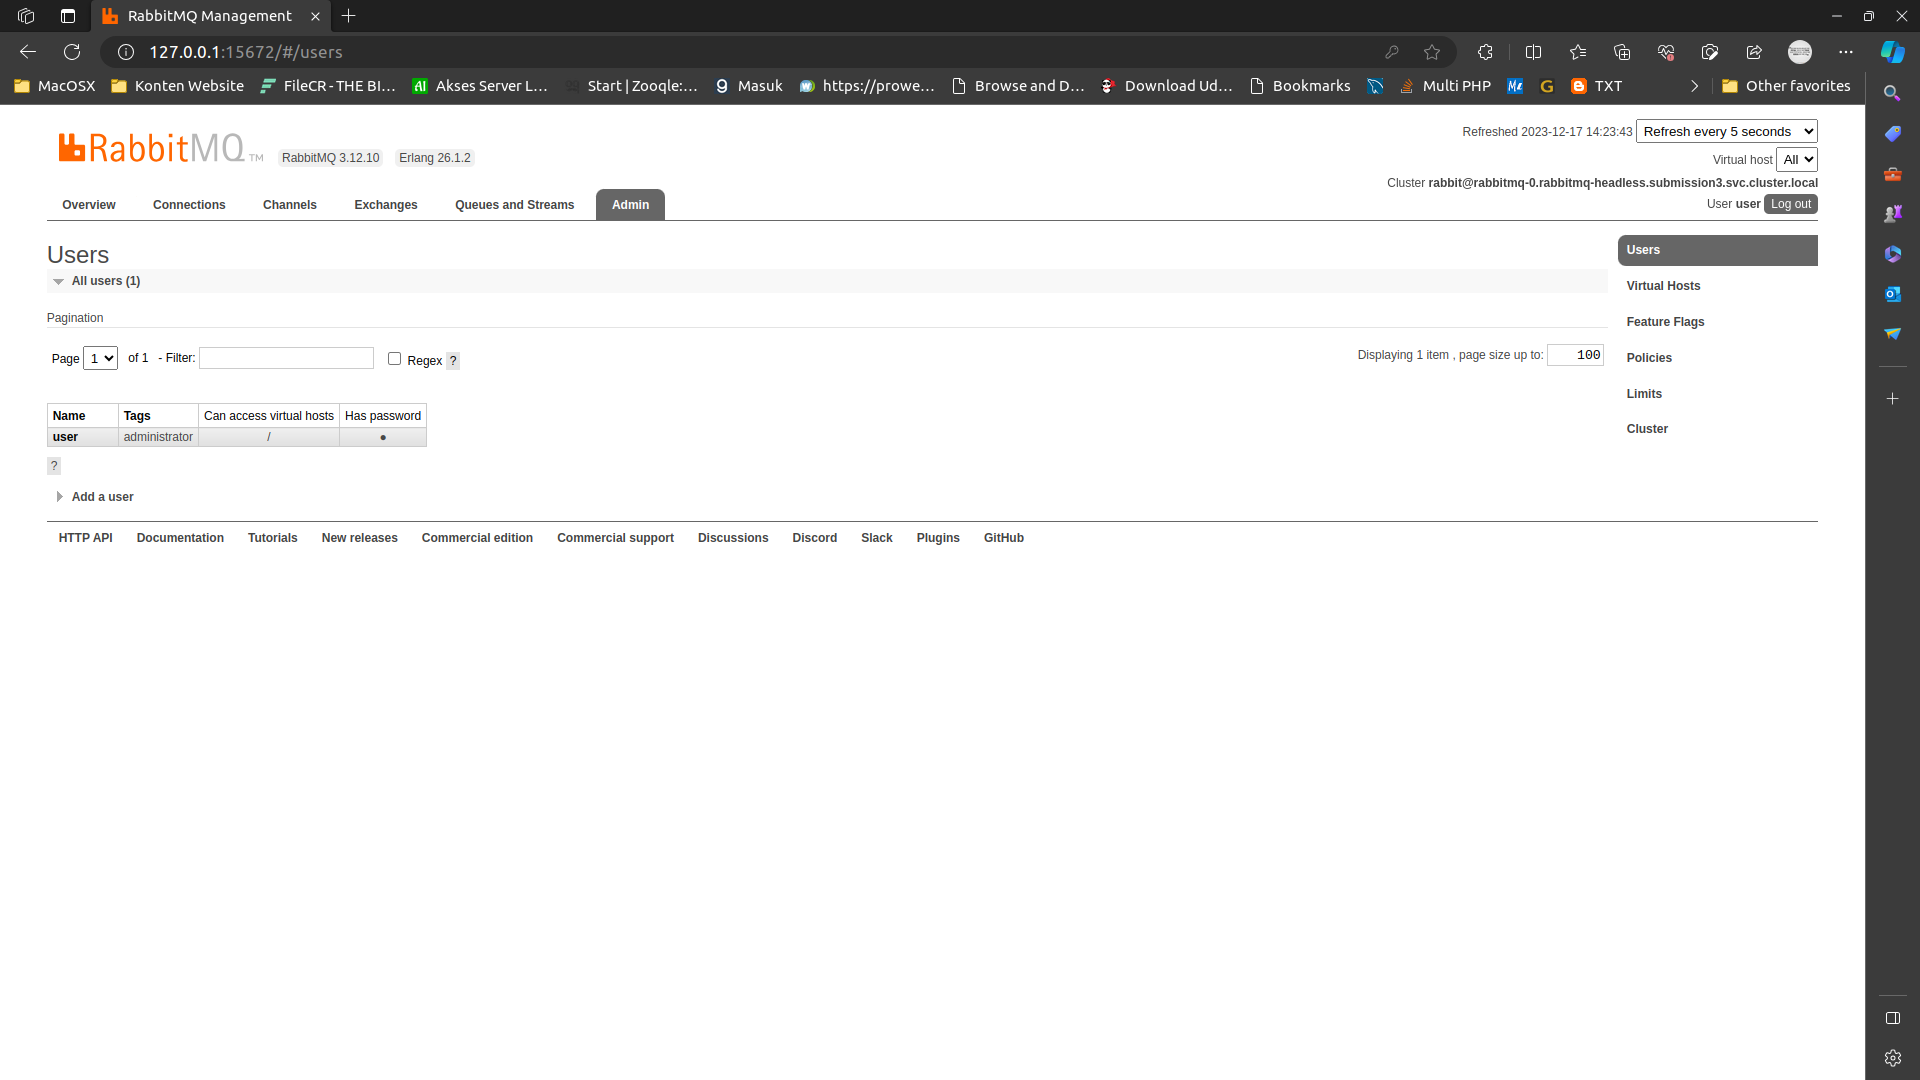 RabbitMQ Management
127.0.0.1:15672/#/users
MacOSX
Konten Website
FileCR - THE BI...
Akses Server L...
Start | Zooqle:...
Masuk
https://prowe...
Browse and D...
Download Ud...
Bookmarks
Multi PHP
TXT
Other favorites
RabbitMQ TM
RabbitMQ 3.12.10
Erlang 26.1.2
Refreshed 2023-12-17 14:23:43
Refresh every 5 seconds
Virtual host
All
Cluster rabbit@rabbitmq-0.rabbitmq-headless.submission3.svc.cluster.local
User user
Log out
Overview
Connections
Channels
Exchanges
Queues and Streams
Admin
Users
All users (1)
Pagination
Page 1 of 1 - Filter:
Regex ?
Displaying 1 item , page size up to: 100
Name Tags Can access virtual hosts Has password
user administrator / ●
?
Add a user
Users
Virtual Hosts
Feature Flags
Policies
Limits
Cluster
HTTP API
Documentation
Tutorials
New releases
Commercial edition
Commercial support
Discussions
Discord
Slack
Plugins
GitHub